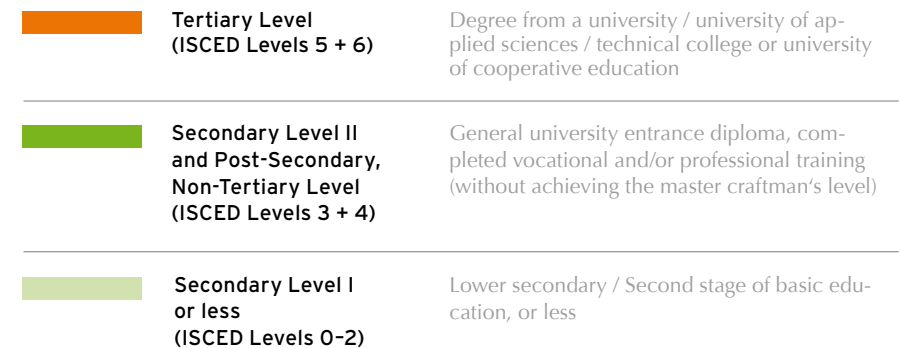 Tertiary Level
(ISCED Levels 5 + 6)
Degree from a university / university of ap-
plied sciences / technical college or university
of cooperative education
Secondary Level II
and Post-Secondary,
Non-Tertiary Level
(ISCED Levels 3 + 4)
General university entrance diploma, com-
pleted vocational and/or professional training
(without achieving the master craftman‘s level)
Secondary Level I
or less
(ISCED Levels 0–2)
Lower secondary / Second stage of basic edu-
cation, or less